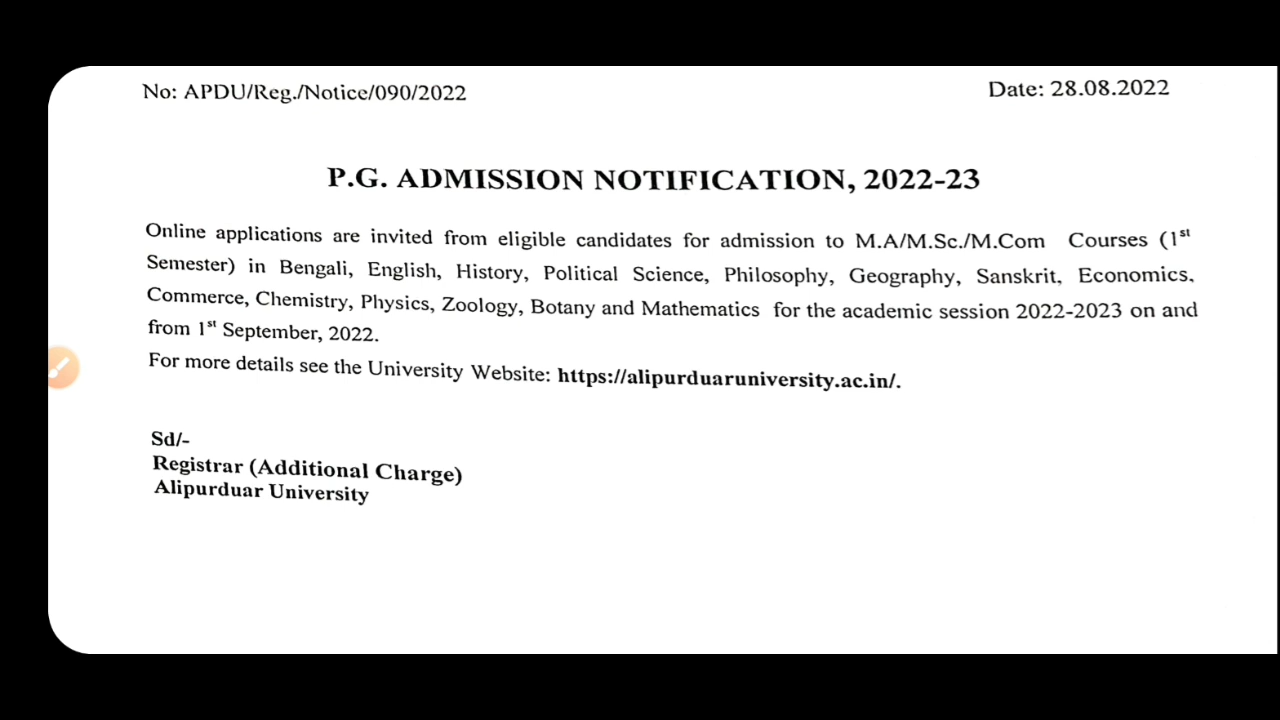 No: APDU/Reg./Notice/090/2022
Date: 28.08.2022
P.G. ADMISSION NOTIFICATION, 2022-23
Online applications are invited from eligible candidates for admission to M.A/M.Sc./M.Com Courses (1st
Semester) in Bengali, English, History, Political Science, Philosophy, Geography, Sanskrit, Economics,
Commerce, Chemistry, Physics, Zoology, Botany and Mathematics for the academic session 2022-2023 on and
from 1st September, 2022.
For more details see the University Website: https://alipurduaruniversity.ac.in/.
Sd/-
Registrar (Additional Charge)
Alipurduar University